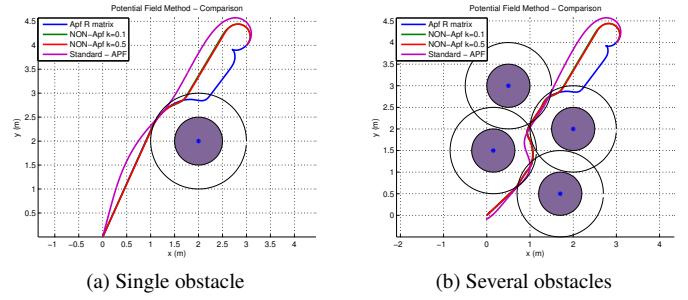 Potential Field Method − Comparison
Apf R matrix
NON−Apf k=0.1
NON−Apf k=0.5
Standard − APF
4.5
4
3.5
3
2.5
2
1.5
1
0.5
y (m)
−1 −0.5 0 0.5 1 1.5 2 2.5 3 3.5 4
x (m)
(a) Single obstacle
Potential Field Method − Comparison
Apf R matrix
NON−Apf k=0.1
NON−Apf k=0.5
Standard − APF
4.5
4
3.5
3
2.5
2
1.5
1
0.5
0
y (m)
−2 −1 0 1 2 3 4
x (m)
(b) Several obstacles